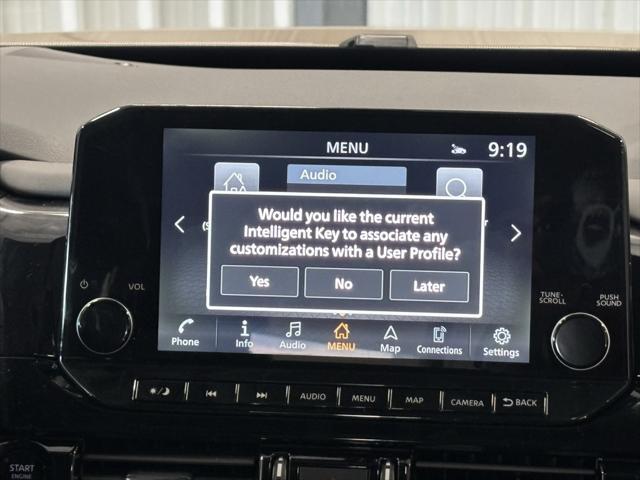 MENU
9:19
Audio
Would you like the current
Intelligent Key to associate any
customizations with a User Profile?
Yes
No
Later
Phone
Info
Audio
MENU
Map
Connections
Settings
VOL
TUNE-
SCROLL
PUSH
SOUND
AUDIO
MENU
MAP
CAMERA
BACK
START
ENGINE